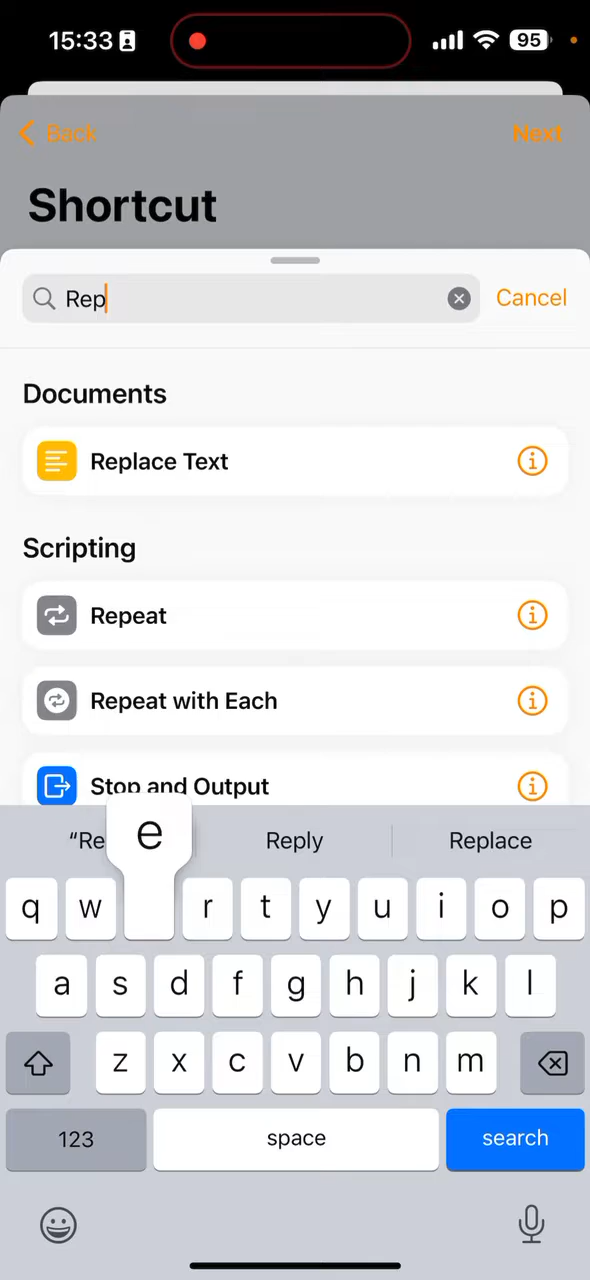 15:33 95
Back Next
Shortcut
Rep Cancel
Documents
Replace Text
Scripting
Repeat
Repeat with Each
Stop and Output
“Re Reply Replace
e
q w r t y u i o p
a s d f g h j k l
z x c v b n m
123 space search